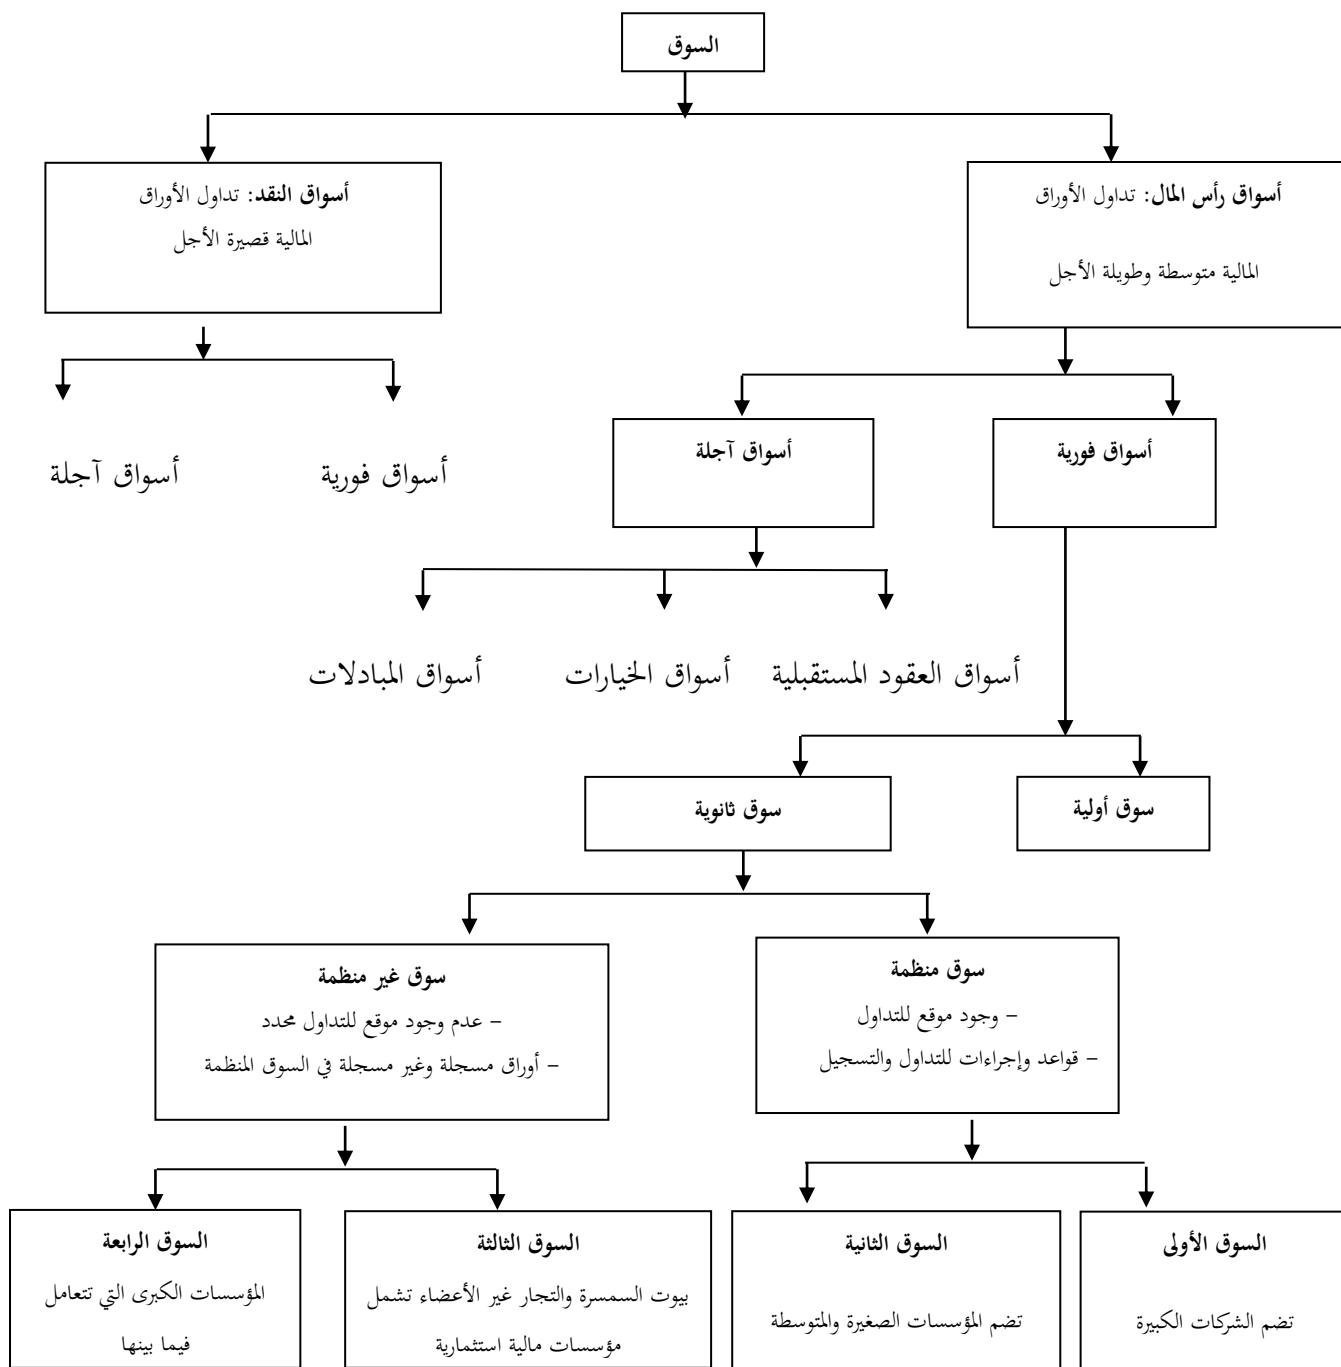 السوق
أسواق رأس المال: تداول الأوراق
المالية متوسطة وطويلة الأجل
أسواق النقد: تداول الأوراق
المالية قصيرة الأجل
أسواق فورية
أسواق آجلة
أسواق فورية
أسواق آجلة
أسواق العقود المستقبلية
أسواق الخيارات
أسواق المبادلات
سوق أولية
سوق ثانوية
سوق منظمة
– وجود موقع للتداول
– قواعد وإجراءات للتداول والتسجيل
سوق غير منظمة
– عدم وجود موقع للتداول محدد
– أوراق مسجلة وغير مسجلة في السوق المنظمة
السوق الأولى
تضم الشركات الكبيرة
السوق الثانية
تضم المؤسسات الصغيرة والمتوسطة
السوق الثالثة
بيوت السمسرة والتجار غير الأعضاء تشمل
مؤسسات مالية استثمارية
السوق الرابعة
المؤسسات الكبرى التي تتعامل
فيما بينها